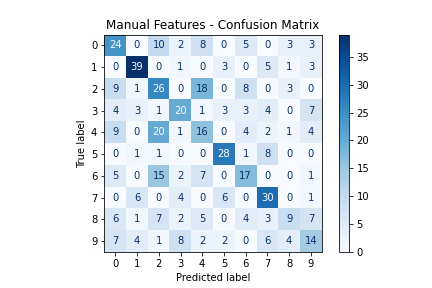 Manual Features - Confusion Matrix
0 24 0 10 2 8 0 5 0 3 3
1 0 39 0 1 0 3 0 5 1 3
2 9 1 26 0 18 0 8 0 3 0
3 4 3 1 20 1 3 3 4 0 7
4 9 0 20 1 16 0 4 2 1 4
5 0 1 1 0 0 28 1 8 0 0
6 5 0 15 2 7 0 17 0 0 1
7 0 6 0 4 0 6 0 30 0 1
8 6 1 7 2 5 0 4 3 9 7
9 7 4 1 8 2 2 0 6 4 14
0 1 2 3 4 5 6 7 8 9
Predicted label
True label
35
30
25
20
15
10
5
0